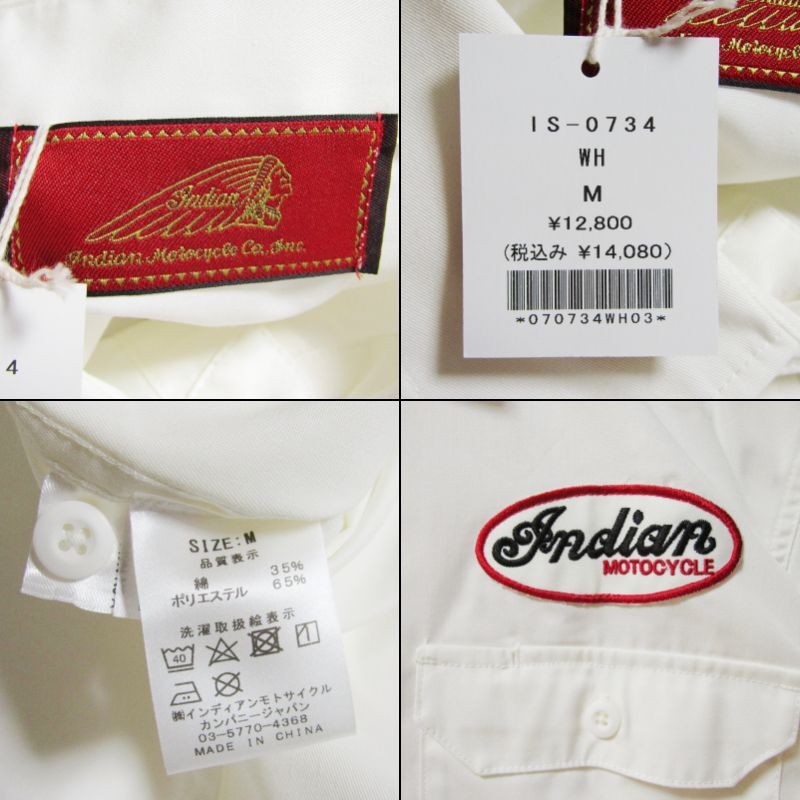 Indian
Indian Motocycle Co., Inc.
4
Motocycle
IS-0734
WH
M
¥12,800
(税込み ¥14,080)
*070734WH03*
SIZE:M
品質表示
綿 35%
ポリエステル 65%
洗濯取扱絵表示
40
㈱インディアンモトサイクル
カンパニージャパン
03-5770-4368
MADE IN CHINA
Indian
MOTOCYCLE